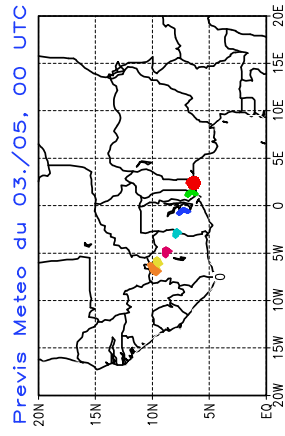 Previs Meteo du 03./05, 00 UTC
20N
15N
10N
5N
0
EQ
20W 15W 10W 5W 0 5E 10E 15E 20E